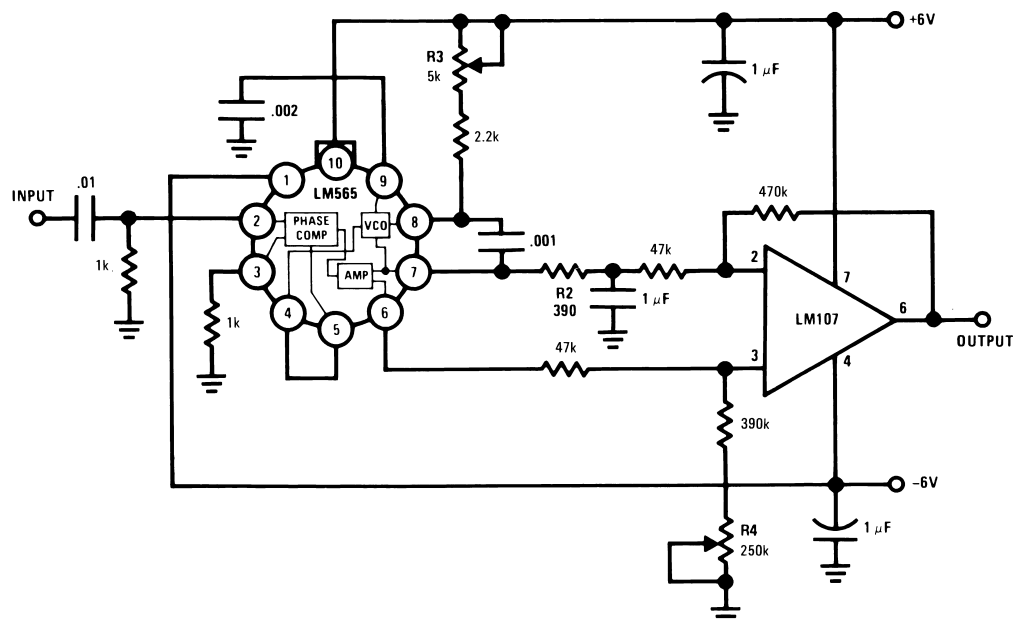 +6V
R3
5k
1 µF
.002
2.2k
10
1
9
LM565
INPUT
.01
470k
2
PHASE
COMP
VCO
8
.001
47k
1k
3
AMP
7
2
7
R2
390
1 µF
4
5
6
6
LM107
OUTPUT
1k
47k
3
4
390k
–6V
R4
250k
1 µF